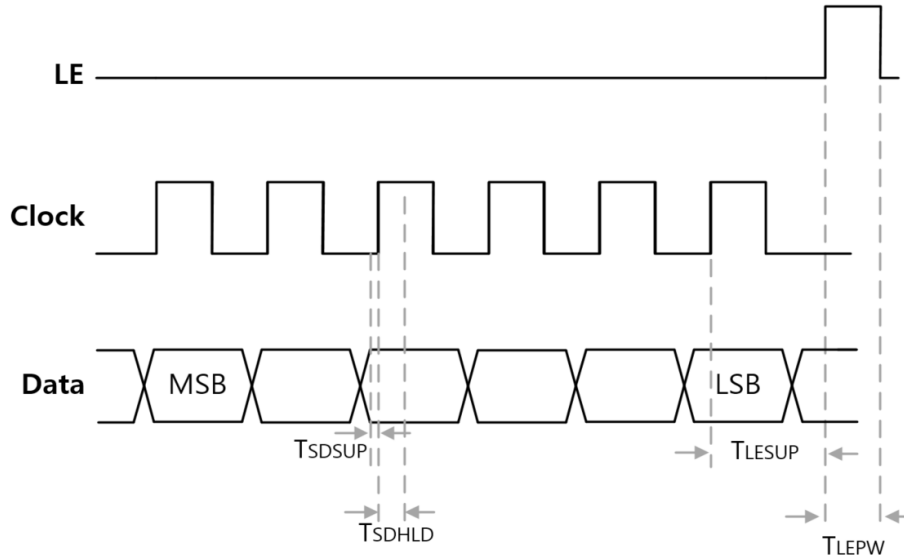 LE
Clock
Data
MSB
LSB
TSDSUP
TLESUP
TSDHLD
TLEPW